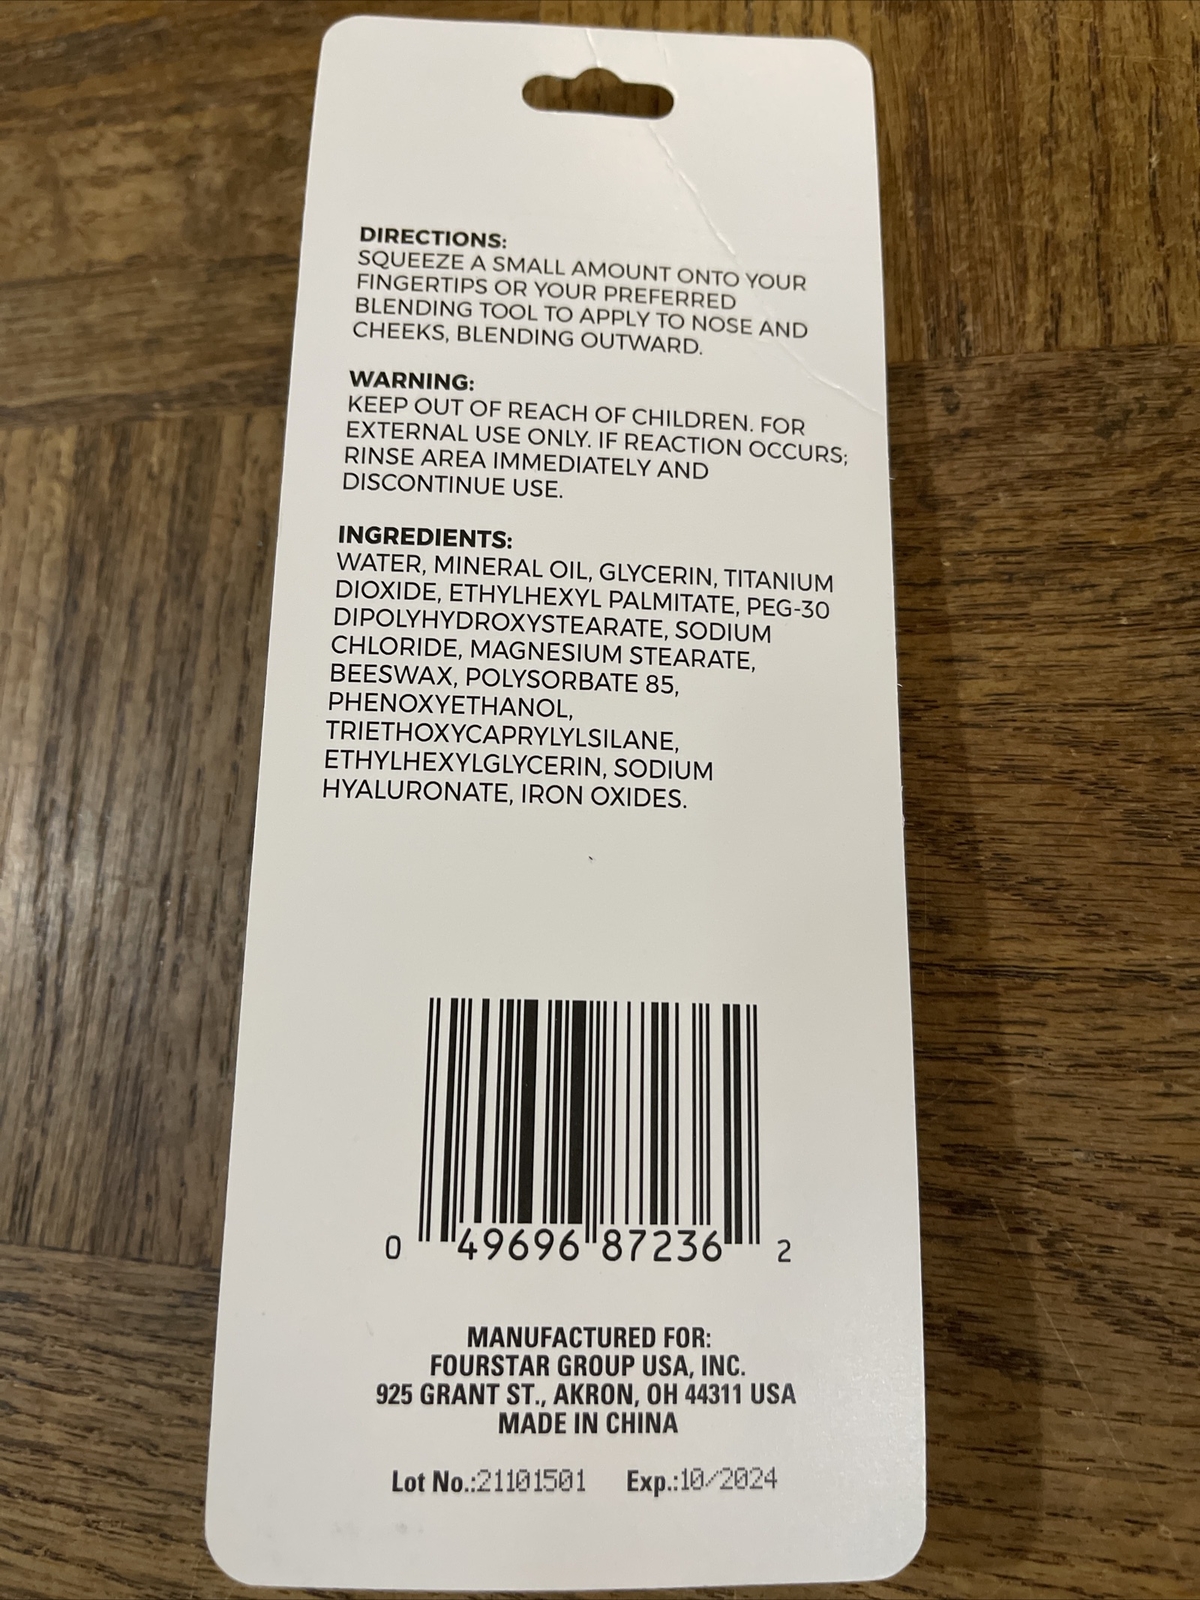 DIRECTIONS:
SQUEEZE A SMALL AMOUNT ONTO YOUR
FINGERTIPS OR YOUR PREFERRED
BLENDING TOOL TO APPLY TO NOSE AND
CHEEKS, BLENDING OUTWARD.
WARNING:
KEEP OUT OF REACH OF CHILDREN. FOR
EXTERNAL USE ONLY. IF REACTION OCCURS;
RINSE AREA IMMEDIATELY AND
DISCONTINUE USE.
INGREDIENTS:
WATER, MINERAL OIL, GLYCERIN, TITANIUM
DIOXIDE, ETHYLHEXYL PALMITATE, PEG-30
DIPOLYHYDROXYSTEARATE, SODIUM
CHLORIDE, MAGNESIUM STEARATE,
BEESWAX, POLYSORBATE 85,
PHENOXYETHANOL,
TRIETHOXYCAPRYLYLSILANE,
ETHYLHEXYLGLYCERIN, SODIUM
HYALURONATE, IRON OXIDES.
0 49696 87236 2
MANUFACTURED FOR:
FOURSTAR GROUP USA, INC.
925 GRANT ST., AKRON, OH 44311 USA
MADE IN CHINA
Lot No.:21101501 Exp.:10/2024